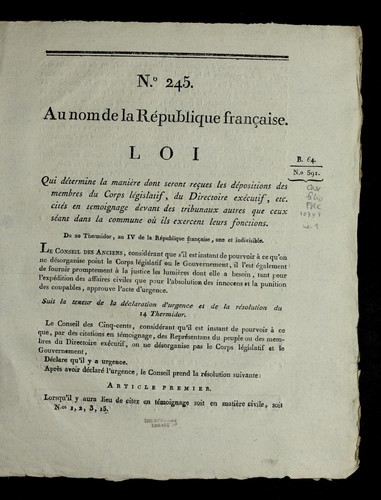 N.º 245.
Au nom de la République française.
LOI
B. 64.
N.º 591.
Qui détermine la manière dont seront reçues les dépositions des
membres du Corps législatif, du Directoire exécutif, etc.
cités en temoignage devant des tribunaux autres que ceux
séans dans la commune où ils exercent leurs fonctions.
Du 20 Thermidor, an IV de la République française, une et indivisible.
LE CONSEIL DES ANCIENS, considérant que s'il est instant de pourvoir à ce qu'on
ne désorganise point le Corps législatif ou le Gouvernement, il l'est également
de fournir promptement à la justice les lumières dont elle a besoin, tant pour
l'expédition des affaires civiles que pour l'absolution des innocens et la punition
des coupables, approuve l'acte d'urgence.
Suit la teneur de la déclaration d'urgence et de la résolution du
14 Thermidor.
Le Conseil des Cinq-cents, considérant qu'il est instant de pourvoir à ce
que, par des citations en témoignage, des Représentans du peuple ou des mem-
bres du Directoire exécutif, on ne désorganise pas le Corps législatif et le
Gouvernement,
Déclare qu'il y a urgence.
Après avoir déclaré l'urgence, le Conseil prend la résolution suivante:
ARTICLE PREMIER.
Lorsqu'il y aura lieu de citer en témoignage soit en matière civile, soit
N.os 1, 2, 3, 15.